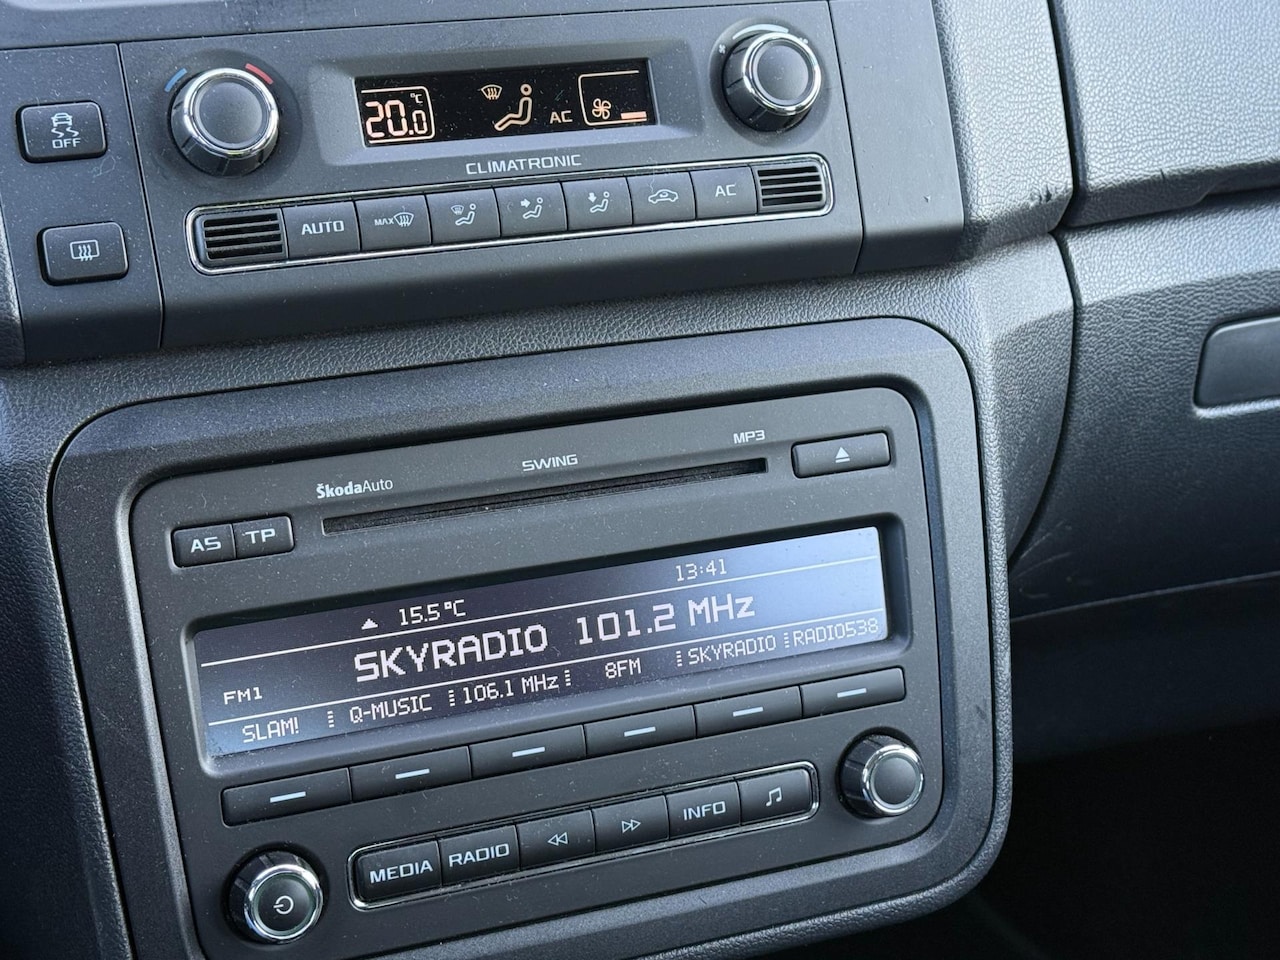 20.0 °C
AC
OFF
CLIMATRONIC
AUTO
MAX
AC
MP3
SWING
ŠkodaAuto
AS TP
15.5°C 13:41
SKYRADIO 101.2 MHz
FM1
SLAM! Q-MUSIC 106.1 MHz 8FM SKYRADIO RADIO538
MEDIA RADIO INFO